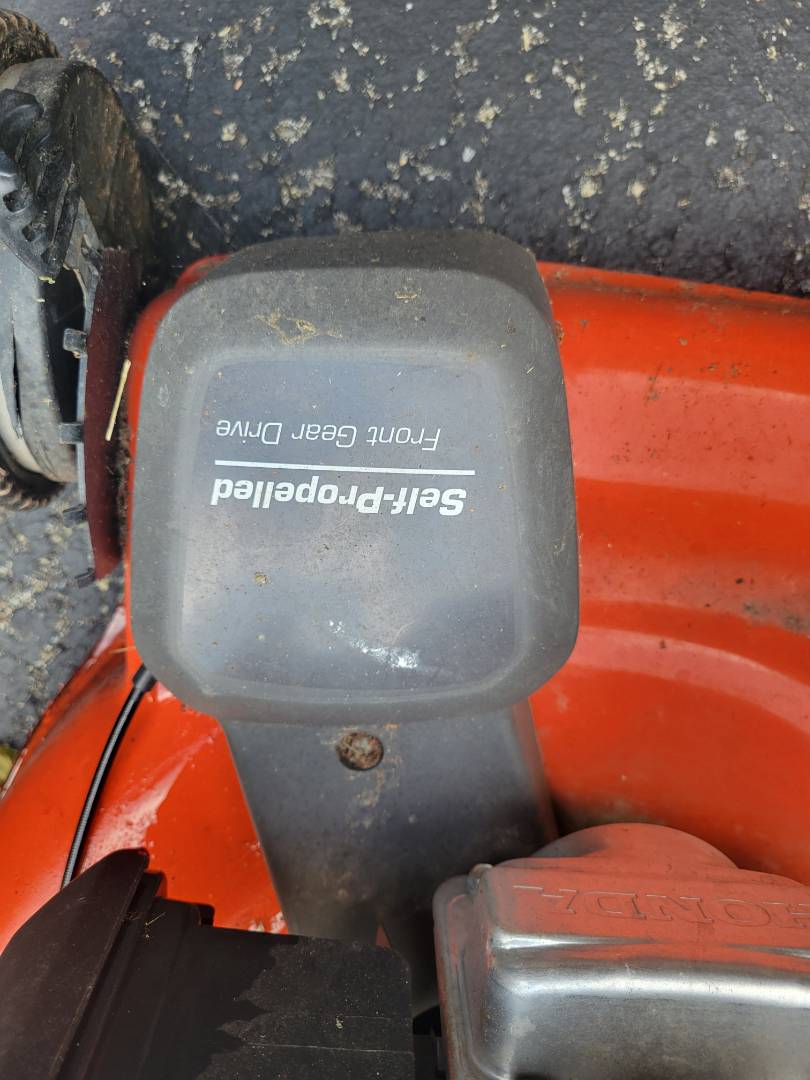 Self-Propelled
Front Gear Drive
HONDA